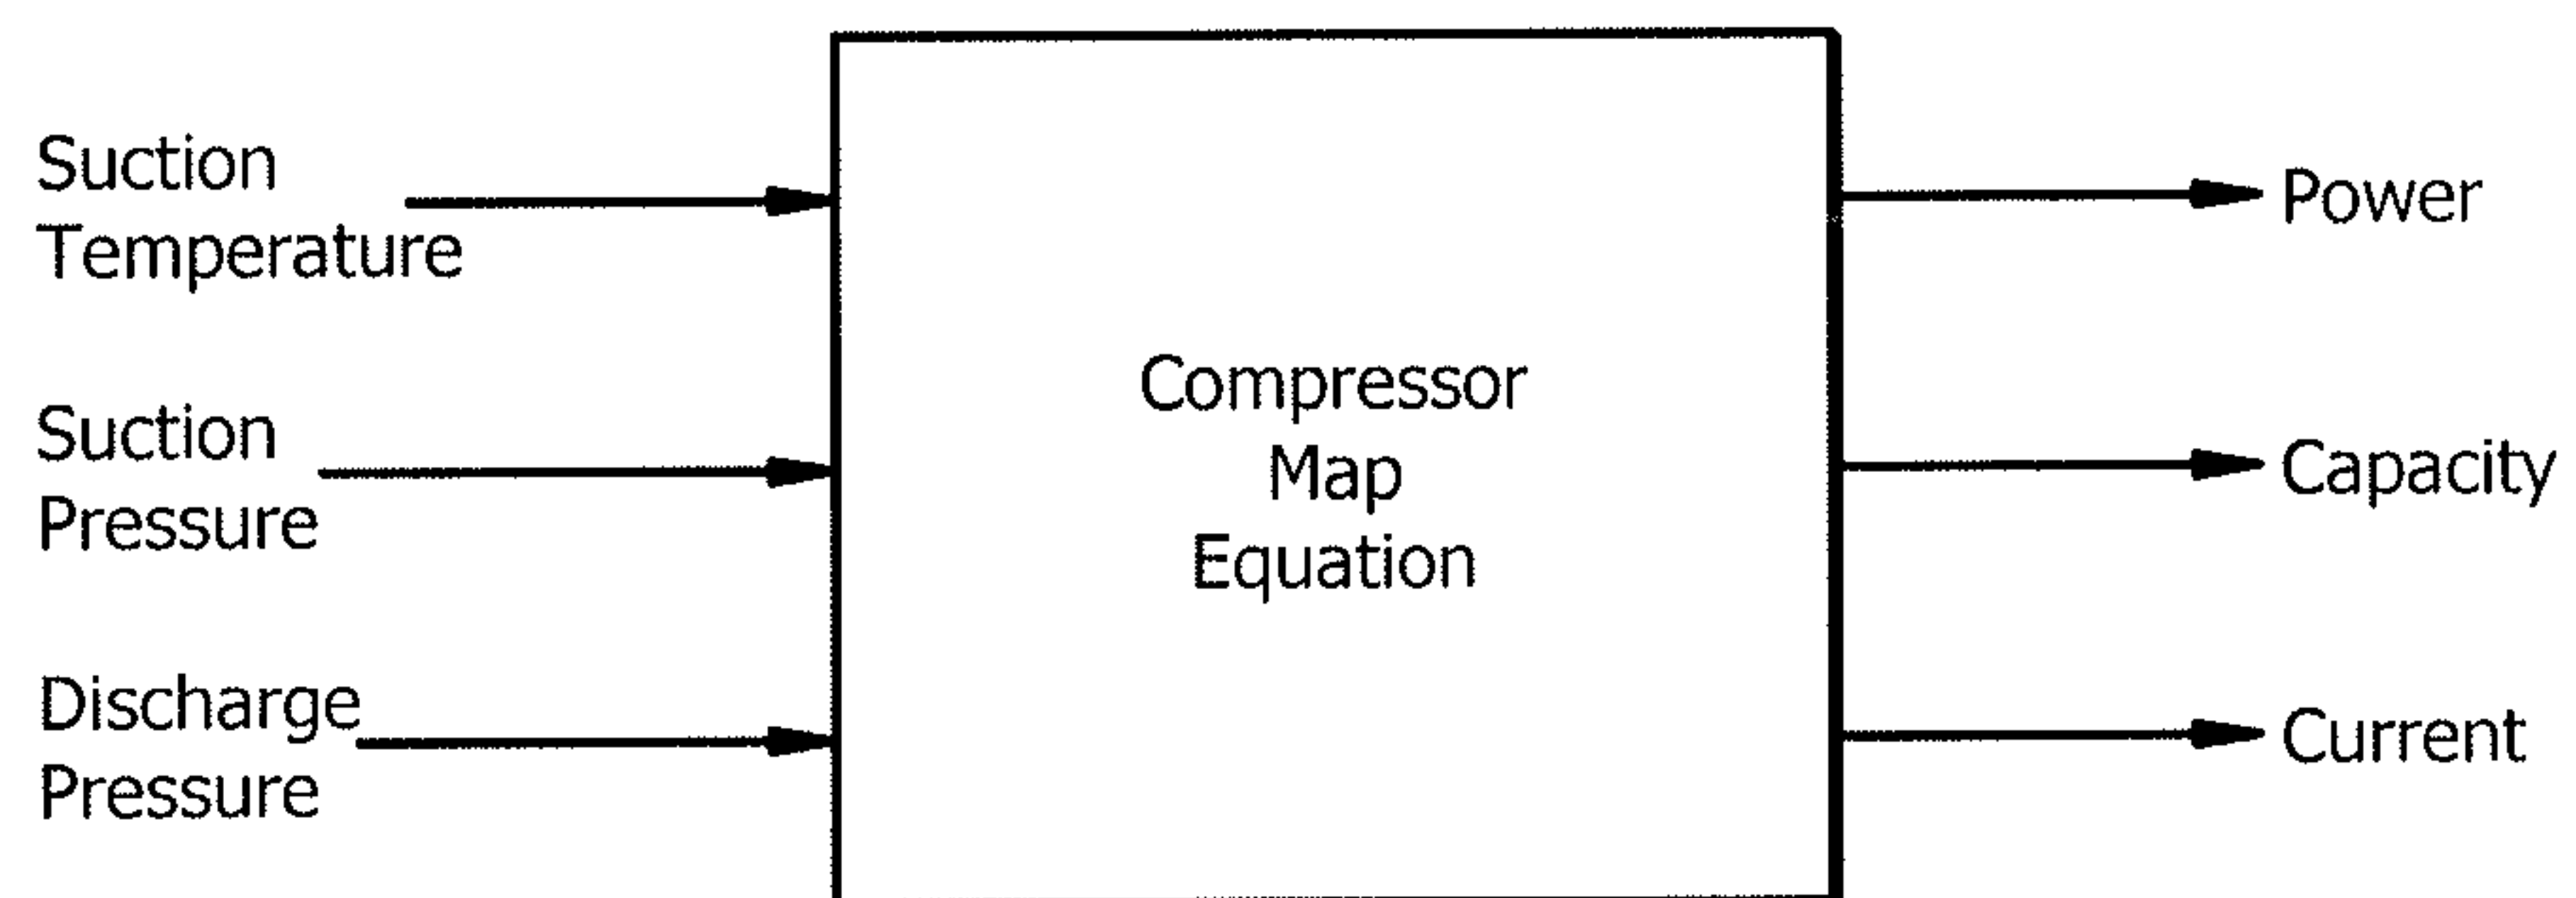 Suction
Temperature
Suction
Pressure
Discharge
Pressure
Compressor
Map
Equation
Power
Capacity
Current